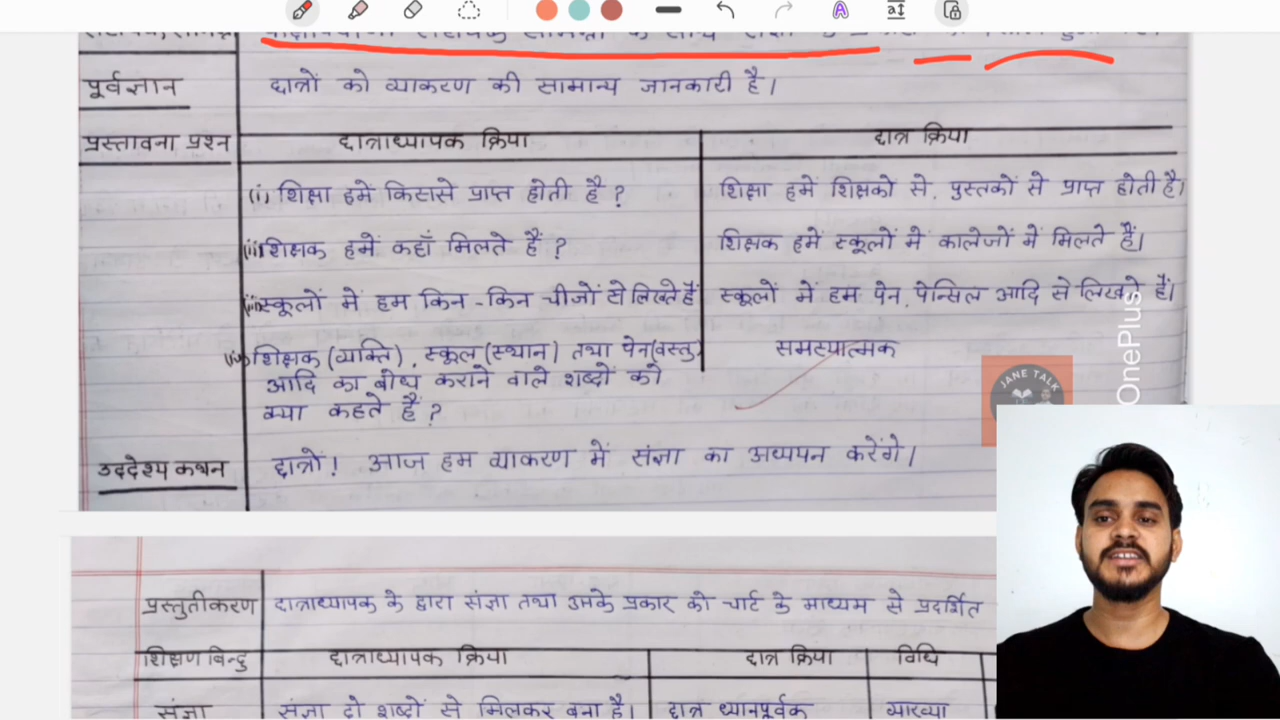 पूर्वज्ञान छात्रों को व्याकरण की सामान्य जानकारी है।
प्रस्तावना प्रश्न छात्राध्यापक क्रिया छात्र क्रिया
(i) शिक्षा हमें किससे प्राप्त होती है ? शिक्षा हमें शिक्षकों से, पुस्तकों से प्राप्त होती है।
(ii) शिक्षक हमें कहाँ मिलते हैं ? शिक्षक हमें स्कूलों में कालेजों में मिलते हैं।
(iii) स्कूलों में हम किन-किन चीजों से लिखते हैं स्कूलों में हम पेन, पेन्सिल आदि से लिखते हैं।
(iv) शिक्षक (व्यक्ति), स्कूल (स्थान) तथा पेन(वस्तु) समस्यात्मक
आदि का बोध कराने वाले शब्दों को
क्या कहते हैं ?
उद्देश्य कथन छात्रों! आज हम व्याकरण में संज्ञा का अध्ययन करेंगे।
प्रस्तुतीकरण छात्राध्यापक के द्वारा संज्ञा तथा उसके प्रकार को चार्ट के माध्यम से प्रदर्शित
शिक्षण बिन्दु छात्राध्यापक क्रिया छात्र क्रिया विधि
संज्ञा संज्ञा दो शब्दों से मिलकर बना है। छात्र ध्यानपूर्वक व्याख्या
JANE TALK
OnePlus